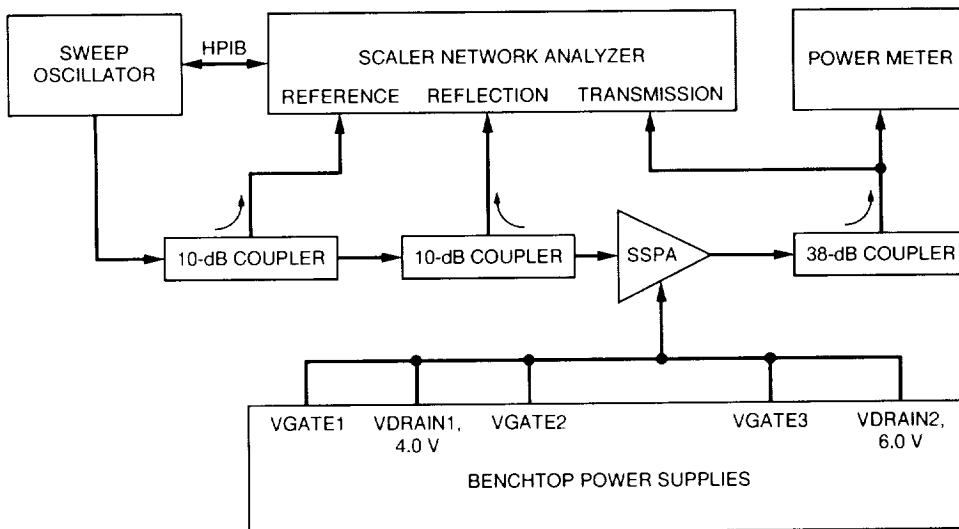 SWEEP
OSCILLATOR
HPIB
SCALER NETWORK ANALYZER
REFERENCE REFLECTION TRANSMISSION
POWER METER
10-dB COUPLER
10-dB COUPLER
SSPA
38-dB COUPLER
VGATE1
VDRAIN1,
4.0 V
VGATE2
VGATE3
VDRAIN2,
6.0 V
BENCHTOP POWER SUPPLIES